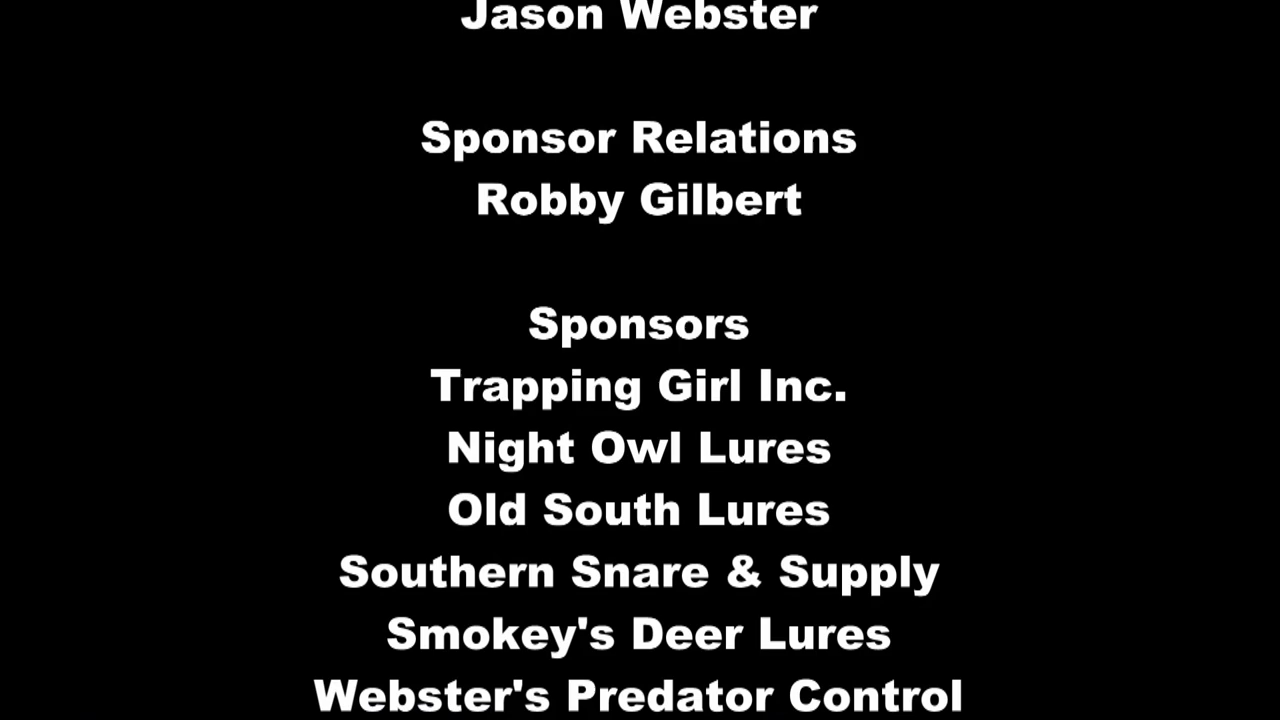 Jason Webster
Sponsor Relations
Robby Gilbert
Sponsors
Trapping Girl Inc.
Night Owl Lures
Old South Lures
Southern Snare & Supply
Smokey's Deer Lures
Webster's Predator Control